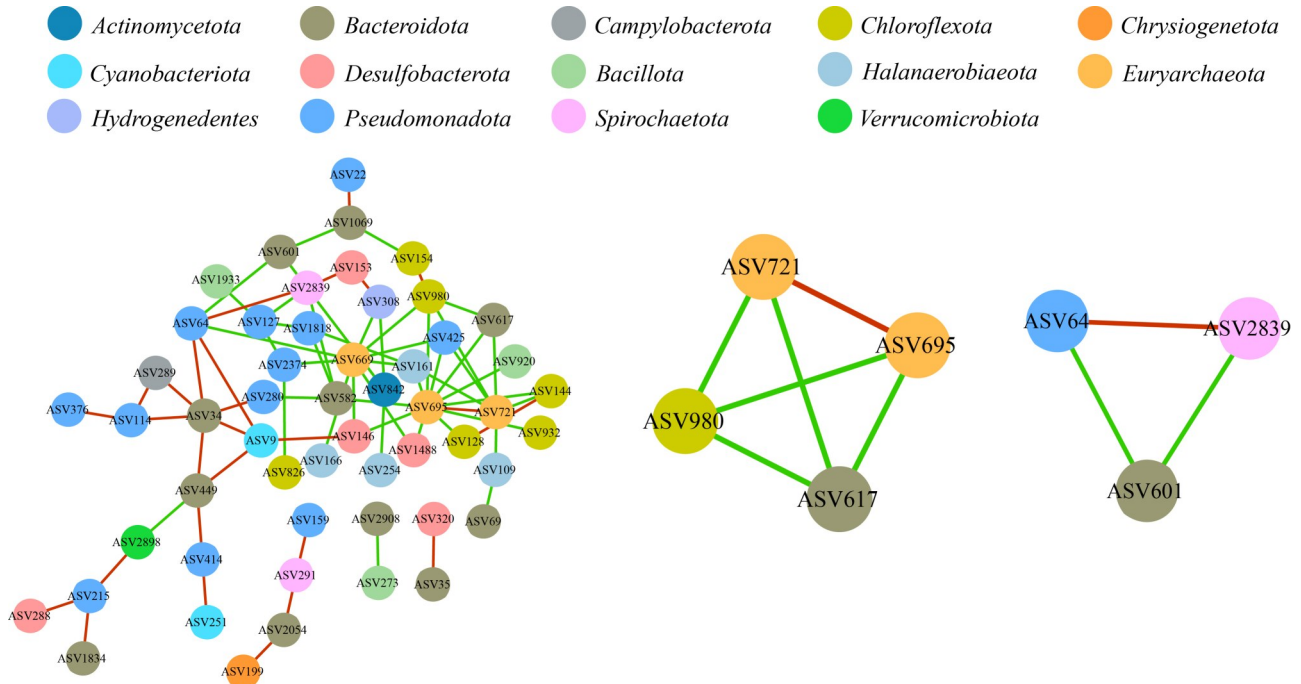 Actinomycetota Bacteroidota Campylobacterota Chloroflexota Chrysiogenetota
Cyanobacteriota Desulfobacterota Bacillota Halanaerobiaeota Euryarchaeota
Hydrogenedentes Pseudomonadota Spirochaetota Verrucomicrobiota
ASV22
ASV1069
ASV601
ASV154
ASV153
ASV1933
ASV2839
ASV308
ASV980
ASV64
ASV127
ASV1818
ASV617
ASV425
ASV669
ASV2374
ASV161
ASV920
ASV289
ASV842
ASV144
ASV280
ASV582
ASV376
ASV114
ASV34
ASV695
ASV721
ASV9
ASV146
ASV128
ASV932
ASV1488
ASV826
ASV166
ASV254
ASV109
ASV449
ASV159
ASV2908
ASV320
ASV69
ASV2898
ASV414
ASV291
ASV273
ASV35
ASV215
ASV288
ASV251
ASV2054
ASV1834
ASV199
ASV721
ASV695
ASV980
ASV617
ASV64
ASV2839
ASV601